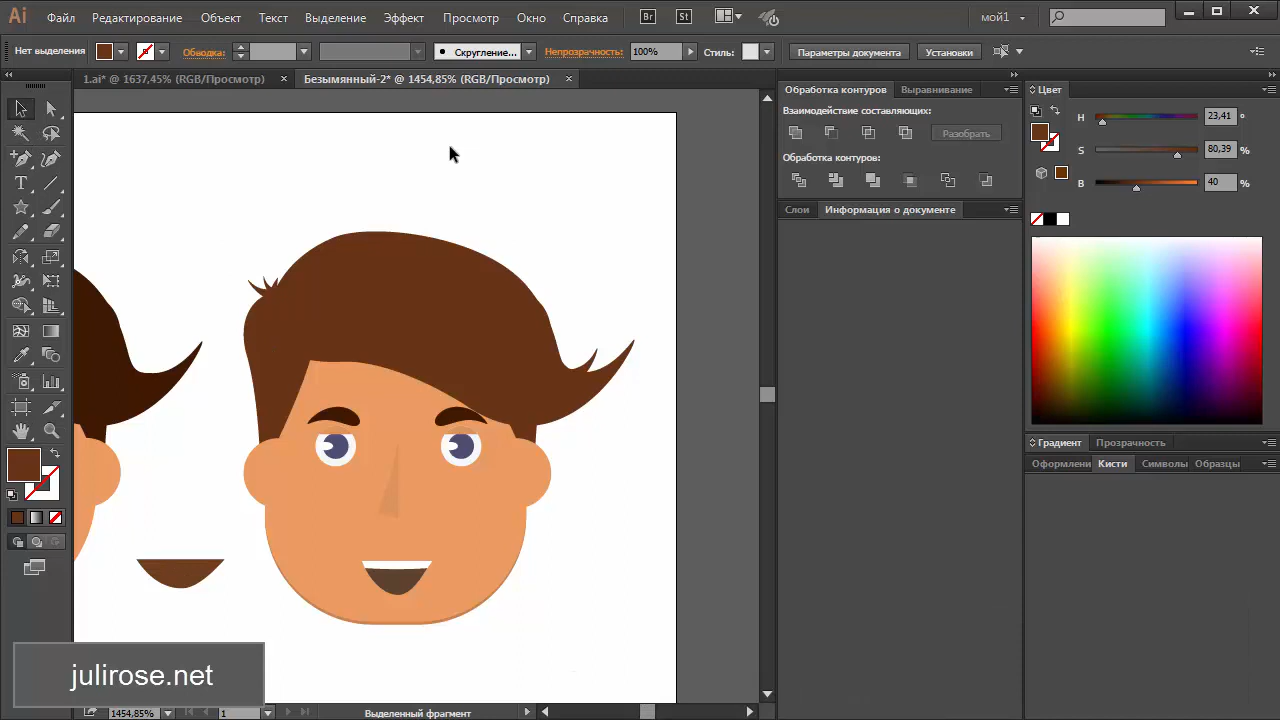 Ai Файл Редактирование Объект Текст Выделение Эффект Просмотр Окно Справка Br St мой1
Нет выделения Обводка: Скругление... Непрозрачность: 100% Стиль: Параметры документа Установки
1.ai* @ 1637,45% (RGB/Просмотр) Безымянный-2* @ 1454,85% (RGB/Просмотр)
Обработка контуров Выравнивание
Взаимодействие составляющих:
Разобрать
Обработка контуров:
Слои Информация о документе
Цвет
H 23,41 °
S 80,39 %
B 40 %
Градиент Прозрачность
Оформлени Кисти Символы Образцы
julirose.net
1454,85% 1 Выделенный фрагмент